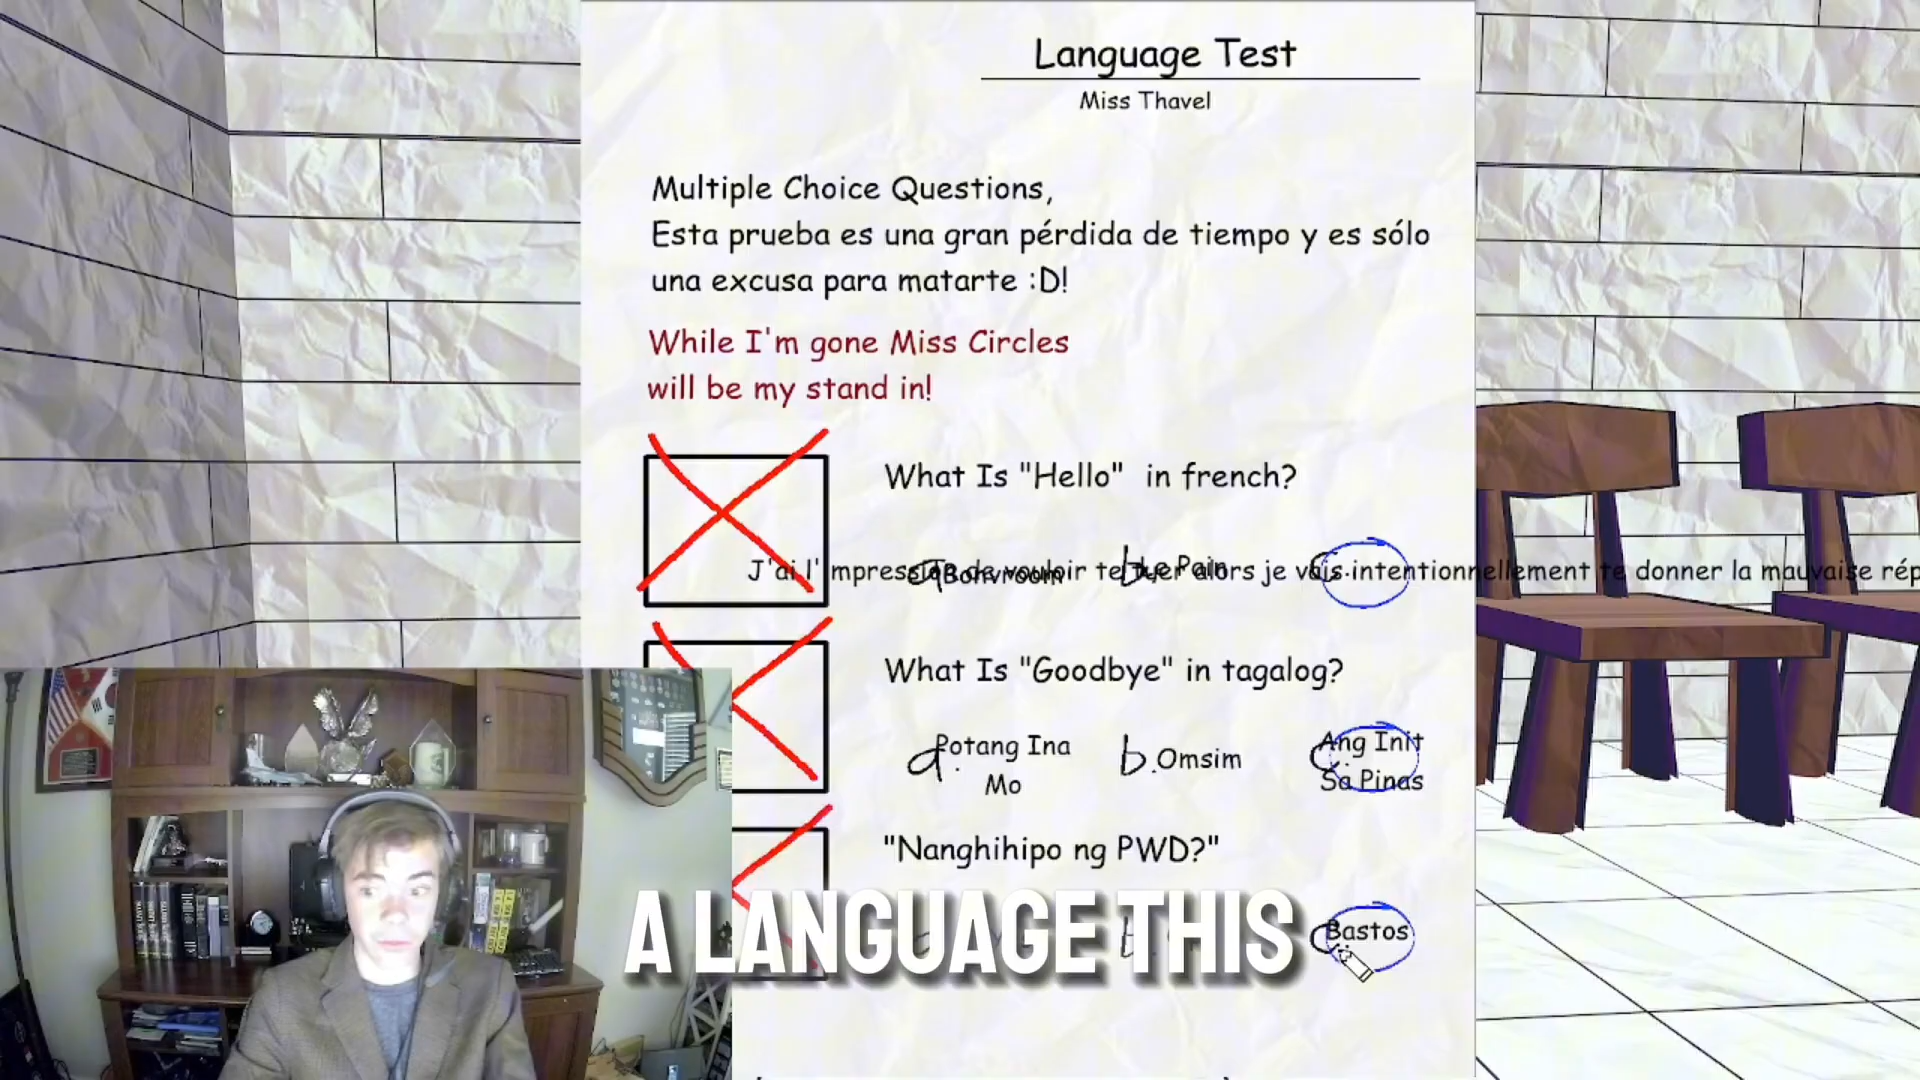 Language Test
Miss Thavel
Multiple Choice Questions,
Esta prueba es una gran pérdida de tiempo y es sólo
una excusa para matarte :D!
While I'm gone Miss Circles
will be my stand in!
What Is "Hello" in french?
J'ai l'impression de vouloir te tuer alors je vais intentionnellement te donner la mauvaise rép
a. Bonvroom
b. Le Pain
c.
What Is "Goodbye" in tagalog?
a. Potang Ina
Mo
b. Omsim
c. Ang Init
Sa Pinas
"Nanghihipo ng PWD?"
c. Bastos
A LANGUAGE THIS